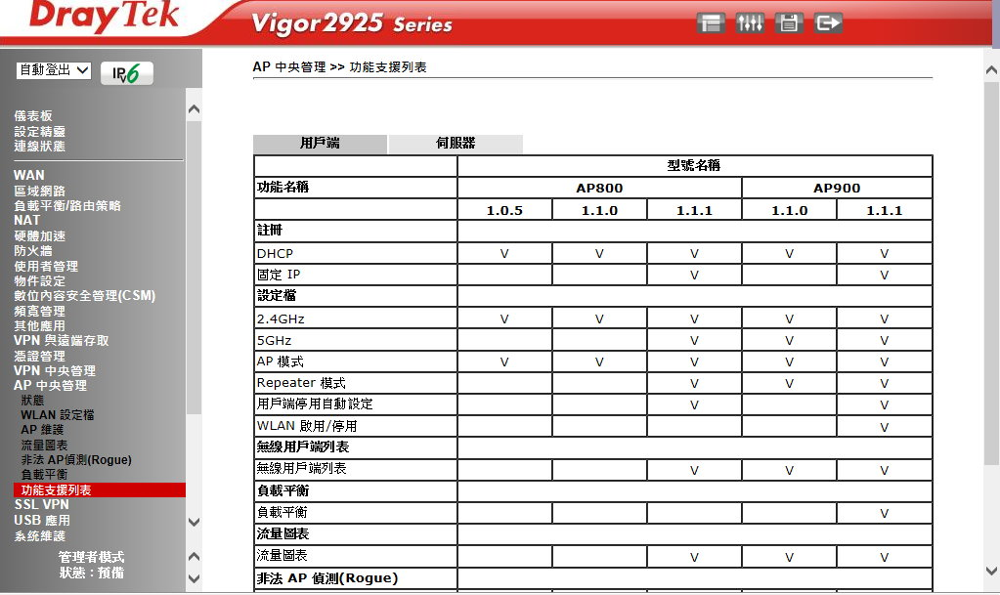 DrayTek
Vigor2925 Series
自動登出
IPv6
儀表板
設定精靈
連線狀態
WAN
區域網路
負載平衡/路由策略
NAT
硬體加速
防火牆
使用者管理
物件設定
數位內容安全管理(CSM)
頻寬管理
其他應用
VPN 與遠端存取
憑證管理
VPN 中央管理
AP 中央管理
狀態
WLAN 設定檔
AP 維護
流量圖表
非法 AP偵測(Rogue)
負載平衡
功能支援列表
SSL VPN
USB 應用
系統維護
管理者模式
狀態：預備
AP 中央管理 >> 功能支援列表
用戶端 伺服器
型號名稱
功能名稱 AP800 AP900
1.0.5 1.1.0 1.1.1 1.1.0 1.1.1
註冊
DHCP V V V V V
固定 IP V V
設定檔
2.4GHz V V V V V
5GHz V V V
AP 模式 V V V V V
Repeater 模式 V V V
用戶端停用自動設定 V V
WLAN 啟用/停用 V
無線用戶端列表
無線用戶端列表 V V V
負載平衡
負載平衡 V
流量圖表
流量圖表 V V V
非法 AP 偵測(Rogue)